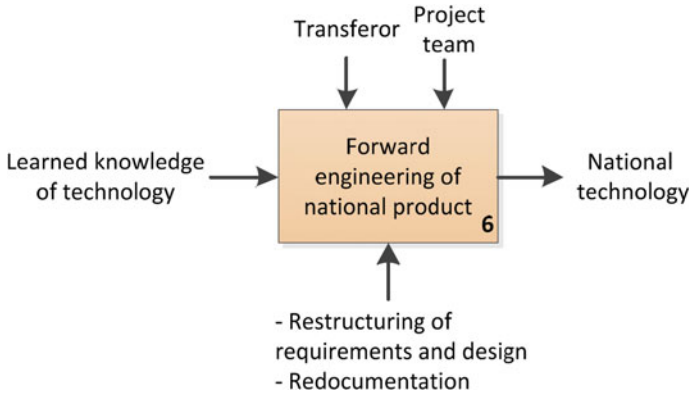 Transferor
Project
team
Learned knowledge
of technology
Forward
engineering of
national product
6
National
technology
- Restructuring of
requirements and design
- Redocumentation